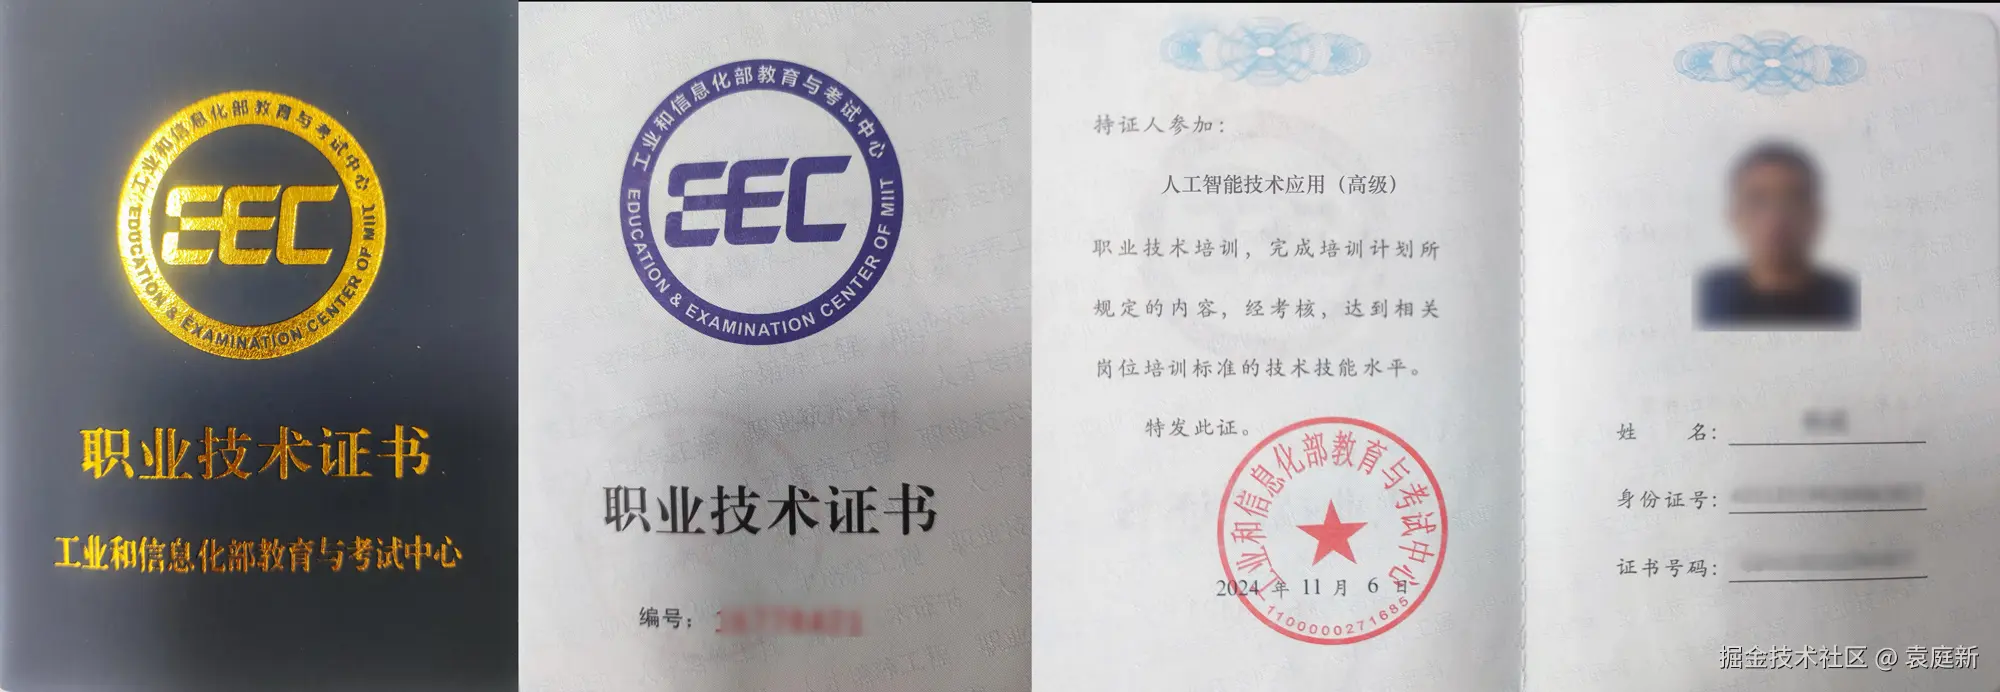 工业和信息化部教育与考试中心
EEC
EDUCATION & EXAMINATION CENTER OF MIIT
职业技术证书
工业和信息化部教育与考试中心
工业和信息化部教育与考试中心
EEC
EDUCATION & EXAMINATION CENTER OF MIIT
职业技术证书
编号：
持证人参加：
人工智能技术应用（高级）
职业技术培训，完成培训计划所
规定的内容，经考核，达到相关
岗位培训标准的技术技能水平。
特发此证。
工业和信息化部教育与考试中心
2024 年 11 月 6 日
1100000271685
姓 名：
身份证号：
证书号码：
掘金技术社区 @ 袁庭新